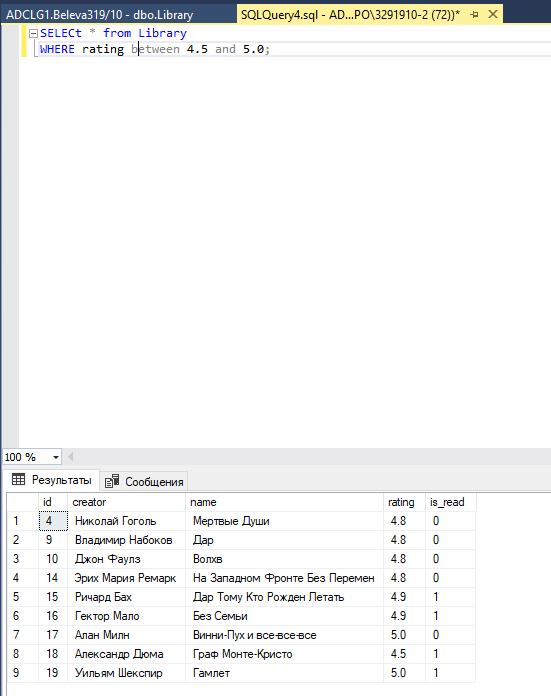 ADCLG1.Beleva319/10 - dbo.Library
SQLQuery4.sql - AD...PO\3291910-2 (72))*
SELECt * from Library
WHERE rating between 4.5 and 5.0;
100 %
Результаты
Сообщения
id creator name rating is_read
1 4 Николай Гоголь Мертвые Души 4.8 0
2 9 Владимир Набоков Дар 4.8 0
3 10 Джон Фаулз Волхв 4.8 0
4 14 Эрих Мария Ремарк На Западном Фронте Без Перемен 4.8 0
5 15 Ричард Бах Дар Тому Кто Рожден Летать 4.9 1
6 16 Гектор Мало Без Семьи 4.9 1
7 17 Алан Милн Винни-Пух и все-все-все 5.0 0
8 18 Александр Дюма Граф Монте-Кристо 4.5 1
9 19 Уильям Шекспир Гамлет 5.0 1